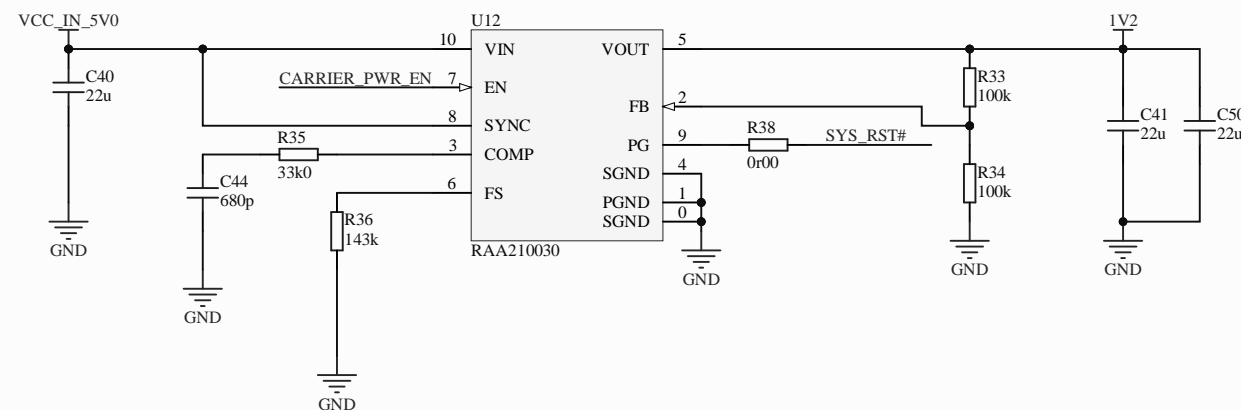 VCC_IN_5V0
U12
1V2
10
VIN
VOUT
5
C40
22u
CARRIER_PWR_EN
7
EN
R33
100k
FB
2
8
SYNC
C41
22u
C50
22u
R35
33k0
3
COMP
PG
9
R38
0r00
SYS_RST#
C44
680p
6
FS
SGND
4
R34
100k
PGND
1
SGND
0
R36
143k
RAA210030
GND
GND
GND
GND
GND
GND